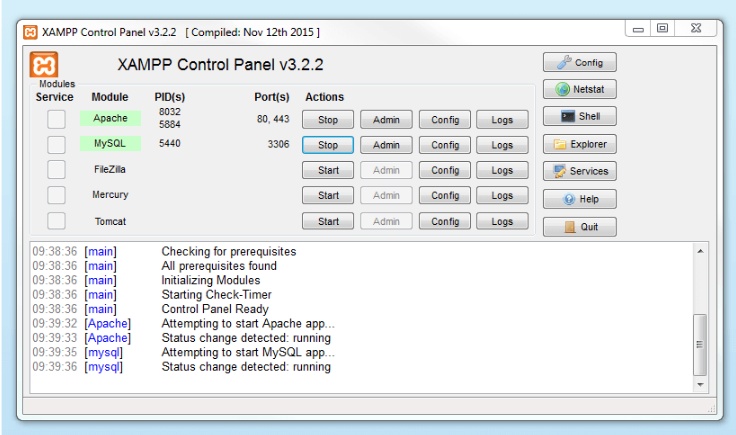 XAMPP Control Panel v3.2.2 [ Compiled: Nov 12th 2015 ]
XAMPP Control Panel v3.2.2
Config
Modules
Service Module PID(s) Port(s) Actions
Netstat
Apache 8032 5884 80, 443 Stop Admin Config Logs
Shell
MySQL 5440 3306 Stop Admin Config Logs
Explorer
FileZilla Start Admin Config Logs
Services
Mercury Start Admin Config Logs
Help
Tomcat Start Admin Config Logs
Quit
09:38:36 [main] Checking for prerequisites
09:38:36 [main] All prerequisites found
09:38:36 [main] Initializing Modules
09:38:36 [main] Starting Check-Timer
09:38:36 [main] Control Panel Ready
09:39:32 [Apache] Attempting to start Apache app...
09:39:33 [Apache] Status change detected: running
09:39:35 [mysql] Attempting to start MySQL app...
09:39:36 [mysql] Status change detected: running